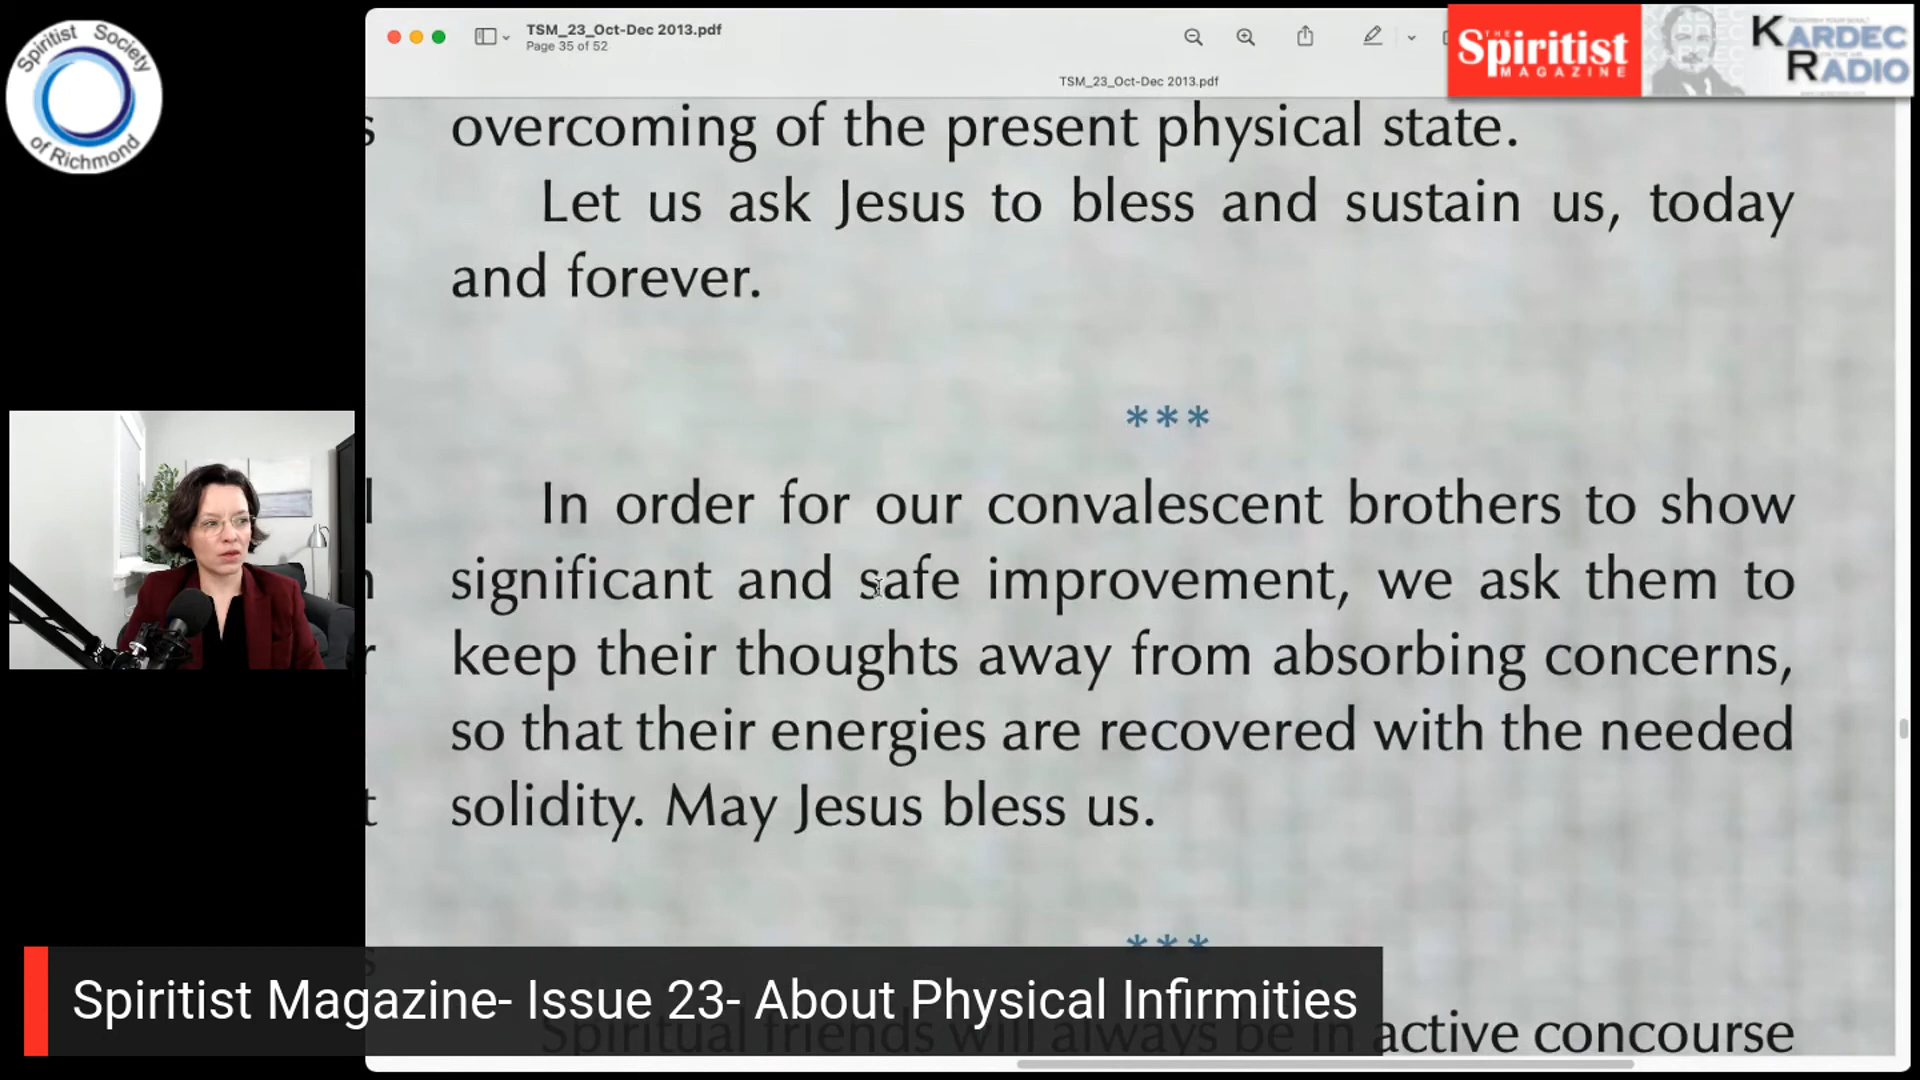 Spiritist Society
of Richmond
TSM_23_Oct-Dec 2013.pdf
Page 35 of 52
TSM_23_Oct-Dec 2013.pdf
THE
Spiritist
MAGAZINE
KARDEC
RADIO
overcoming of the present physical state.
Let us ask Jesus to bless and sustain us, today
and forever.
***
In order for our convalescent brothers to show
significant and safe improvement, we ask them to
keep their thoughts away from absorbing concerns,
so that their energies are recovered with the needed
solidity. May Jesus bless us.
***
Spiritual friends will always be in active concourse
Spiritist Magazine- Issue 23- About Physical Infirmities